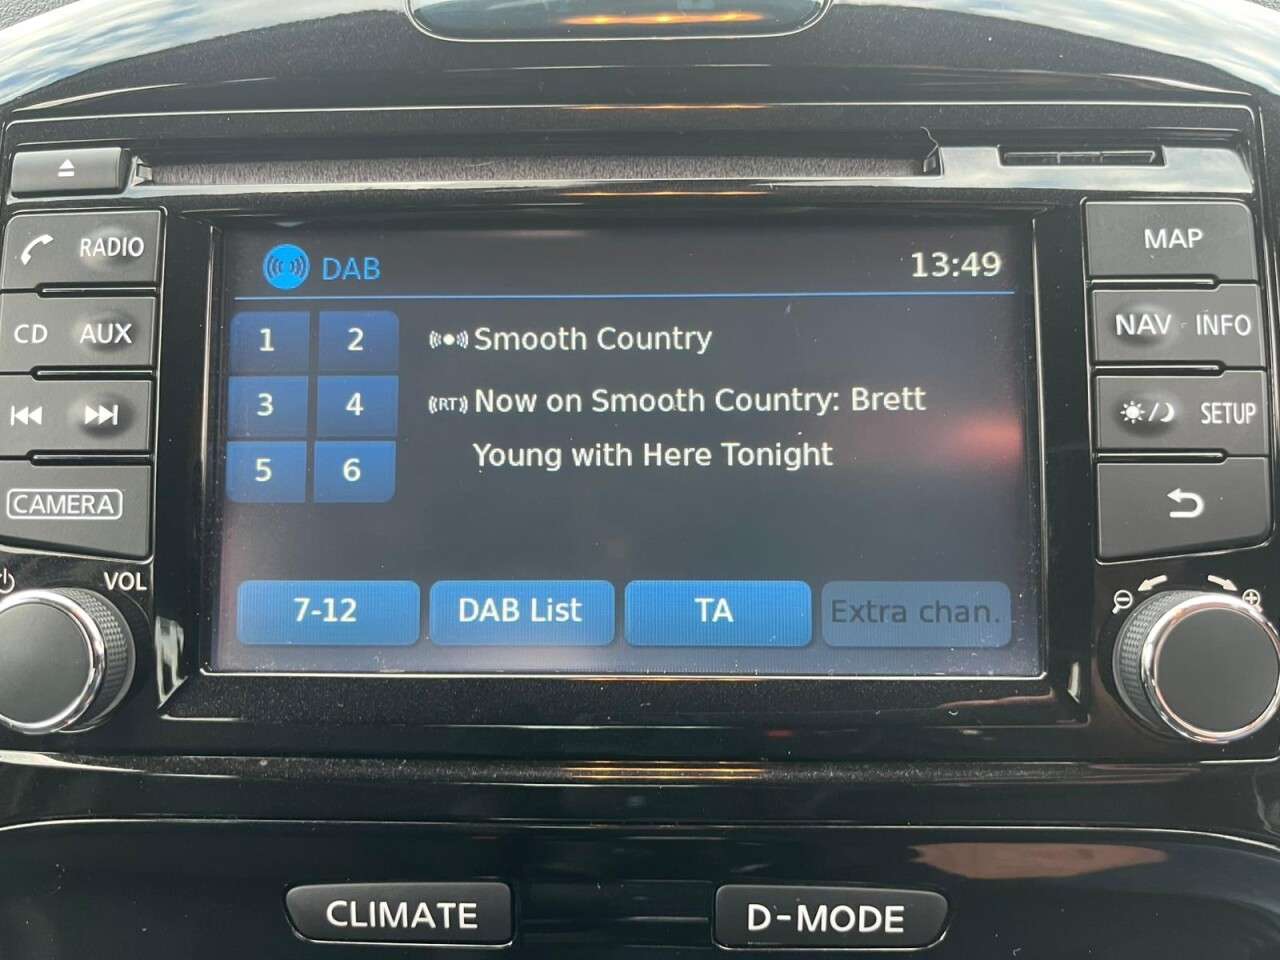 RADIO
CD AUX
CAMERA
VOL
DAB 13:49
1 2
3 4
5 6
Smooth Country
RT Now on Smooth Country: Brett
Young with Here Tonight
7-12 DAB List TA Extra chan.
MAP
NAV INFO
SETUP
CLIMATE D-MODE